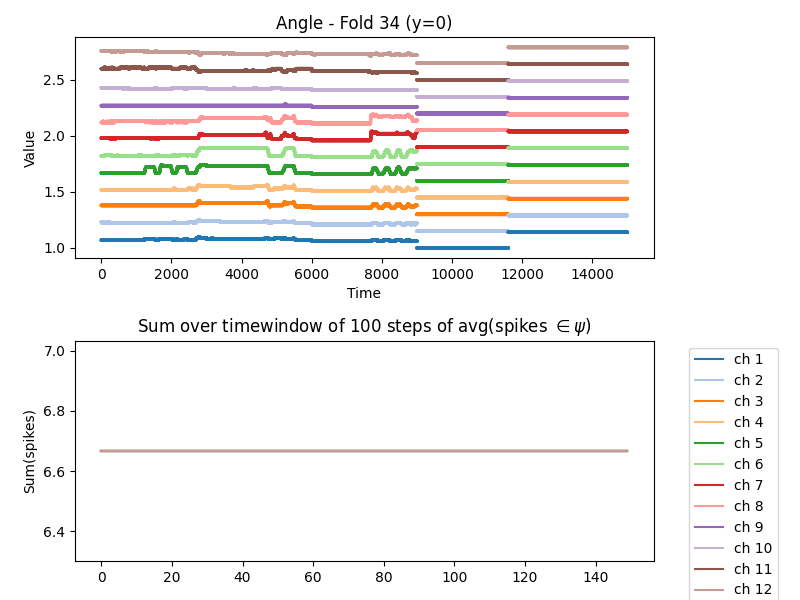 Angle - Fold 34 (y=0)
Value
2.5
2.0
1.5
1.0
0 2000 4000 6000 8000 10000 12000 14000
Time
Sum over timewindow of 100 steps of avg(spikes ∈ ψ)
Sum(spikes)
7.0
6.8
6.6
6.4
0 20 40 60 80 100 120 140
ch 1
ch 2
ch 3
ch 4
ch 5
ch 6
ch 7
ch 8
ch 9
ch 10
ch 11
ch 12